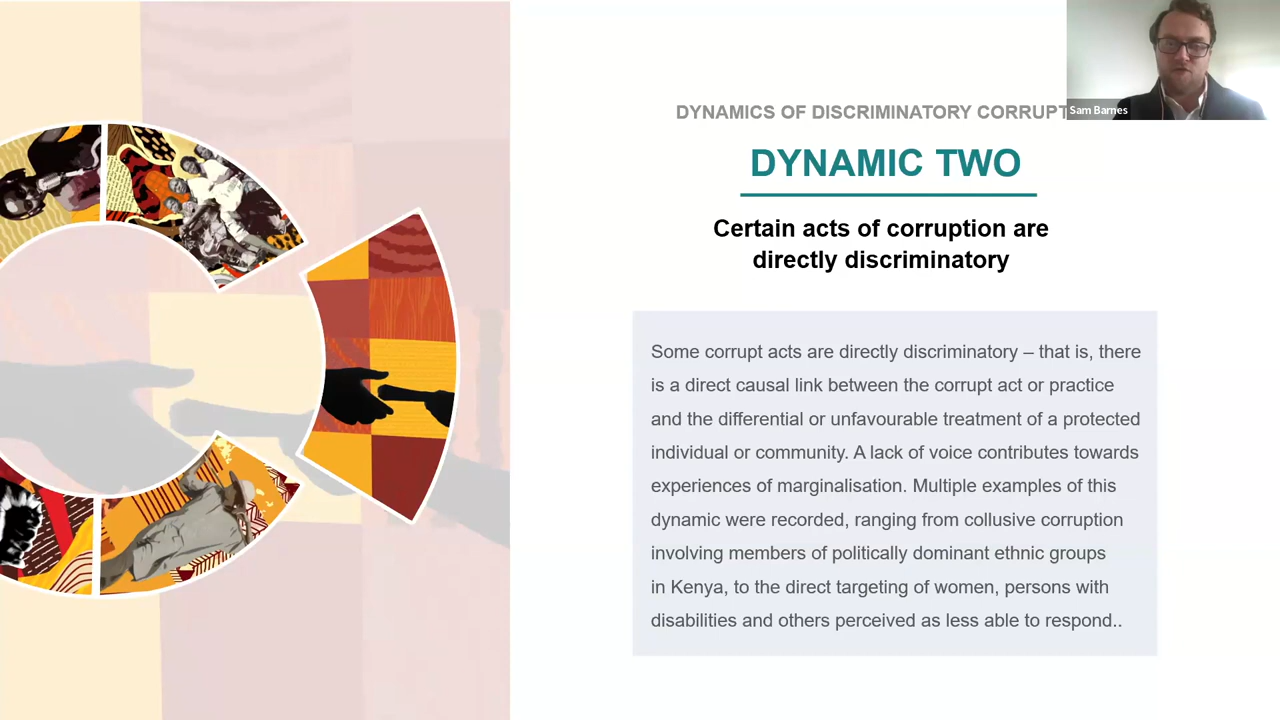 DYNAMICS OF DISCRIMINATORY CORRUPT
Sam Barnes
DYNAMIC TWO
Certain acts of corruption are
directly discriminatory
Some corrupt acts are directly discriminatory – that is, there
is a direct causal link between the corrupt act or practice
and the differential or unfavourable treatment of a protected
individual or community. A lack of voice contributes towards
experiences of marginalisation. Multiple examples of this
dynamic were recorded, ranging from collusive corruption
involving members of politically dominant ethnic groups
in Kenya, to the direct targeting of women, persons with
disabilities and others perceived as less able to respond..